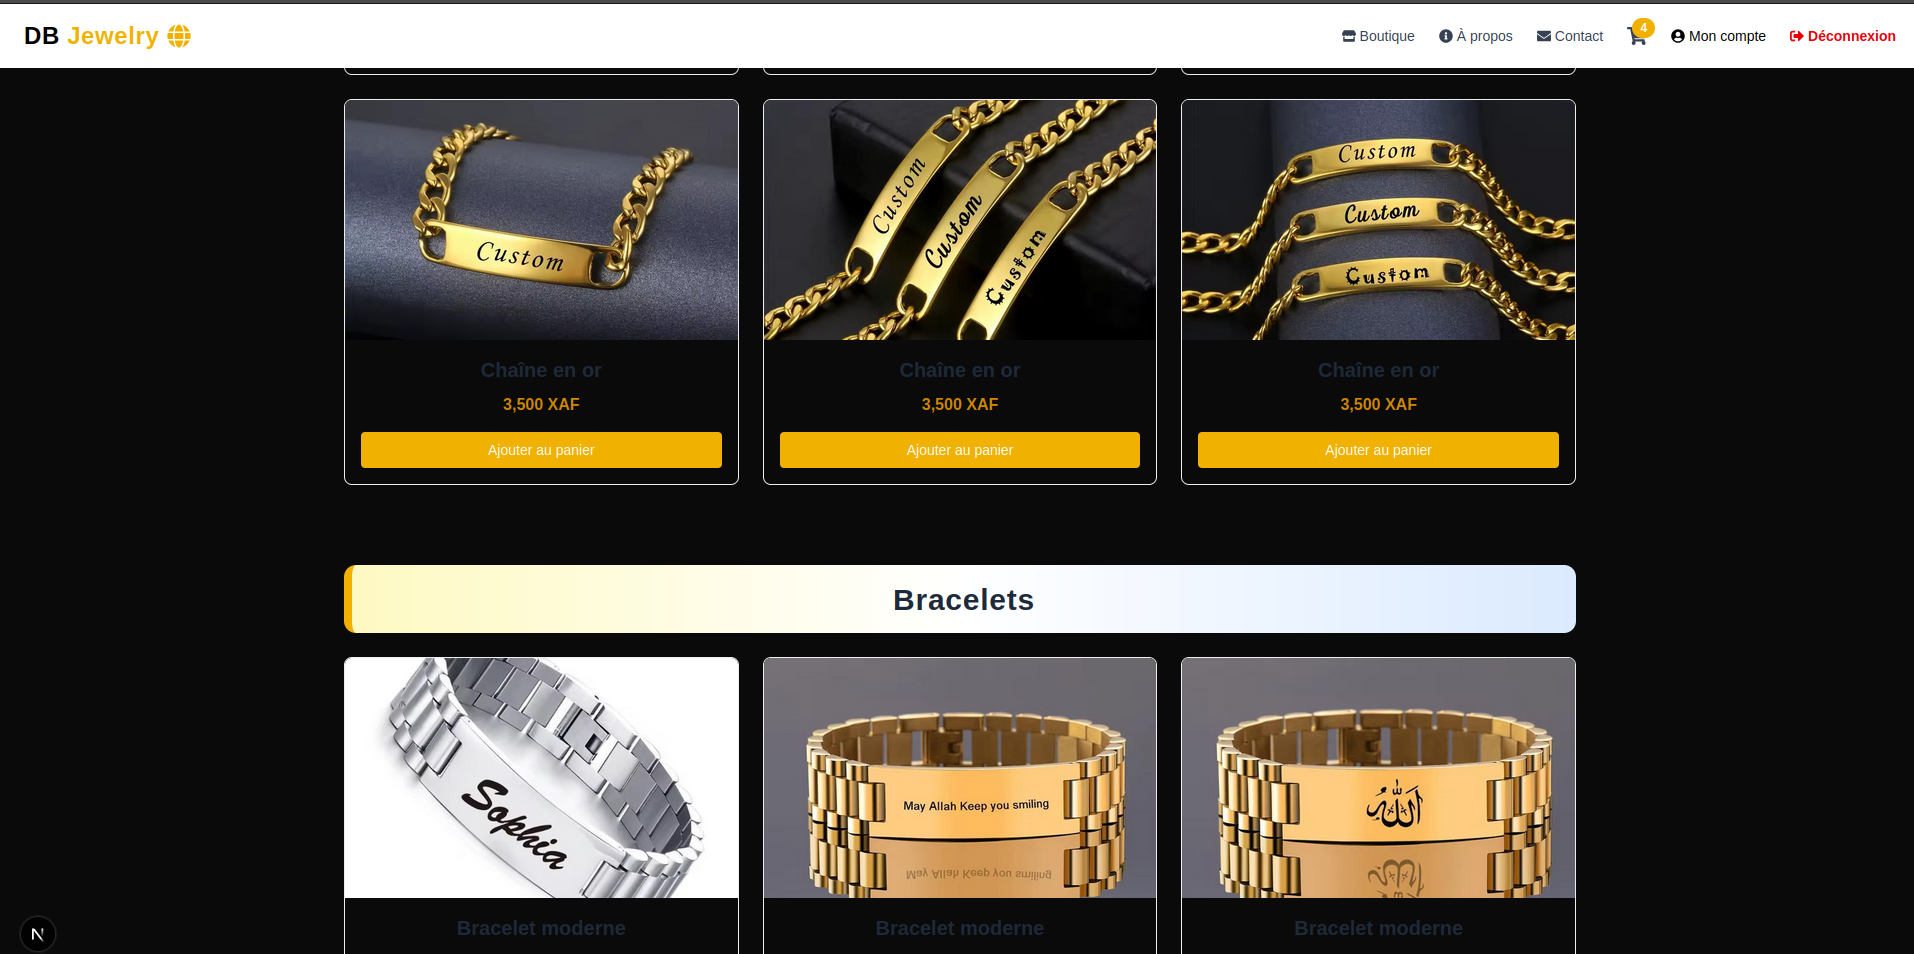 DB Jewelry
Boutique
À propos
Contact
4
Mon compte
Déconnexion
Custom
Custom
Custom
Custom
Custom
Custom
Custom
Chaîne en or
Chaîne en or
Chaîne en or
3,500 XAF
3,500 XAF
3,500 XAF
Ajouter au panier
Ajouter au panier
Ajouter au panier
Bracelets
Sophia
May Allah Keep you smiling
May Allah Keep you smiling
الله
Bracelet moderne
Bracelet moderne
Bracelet moderne
N